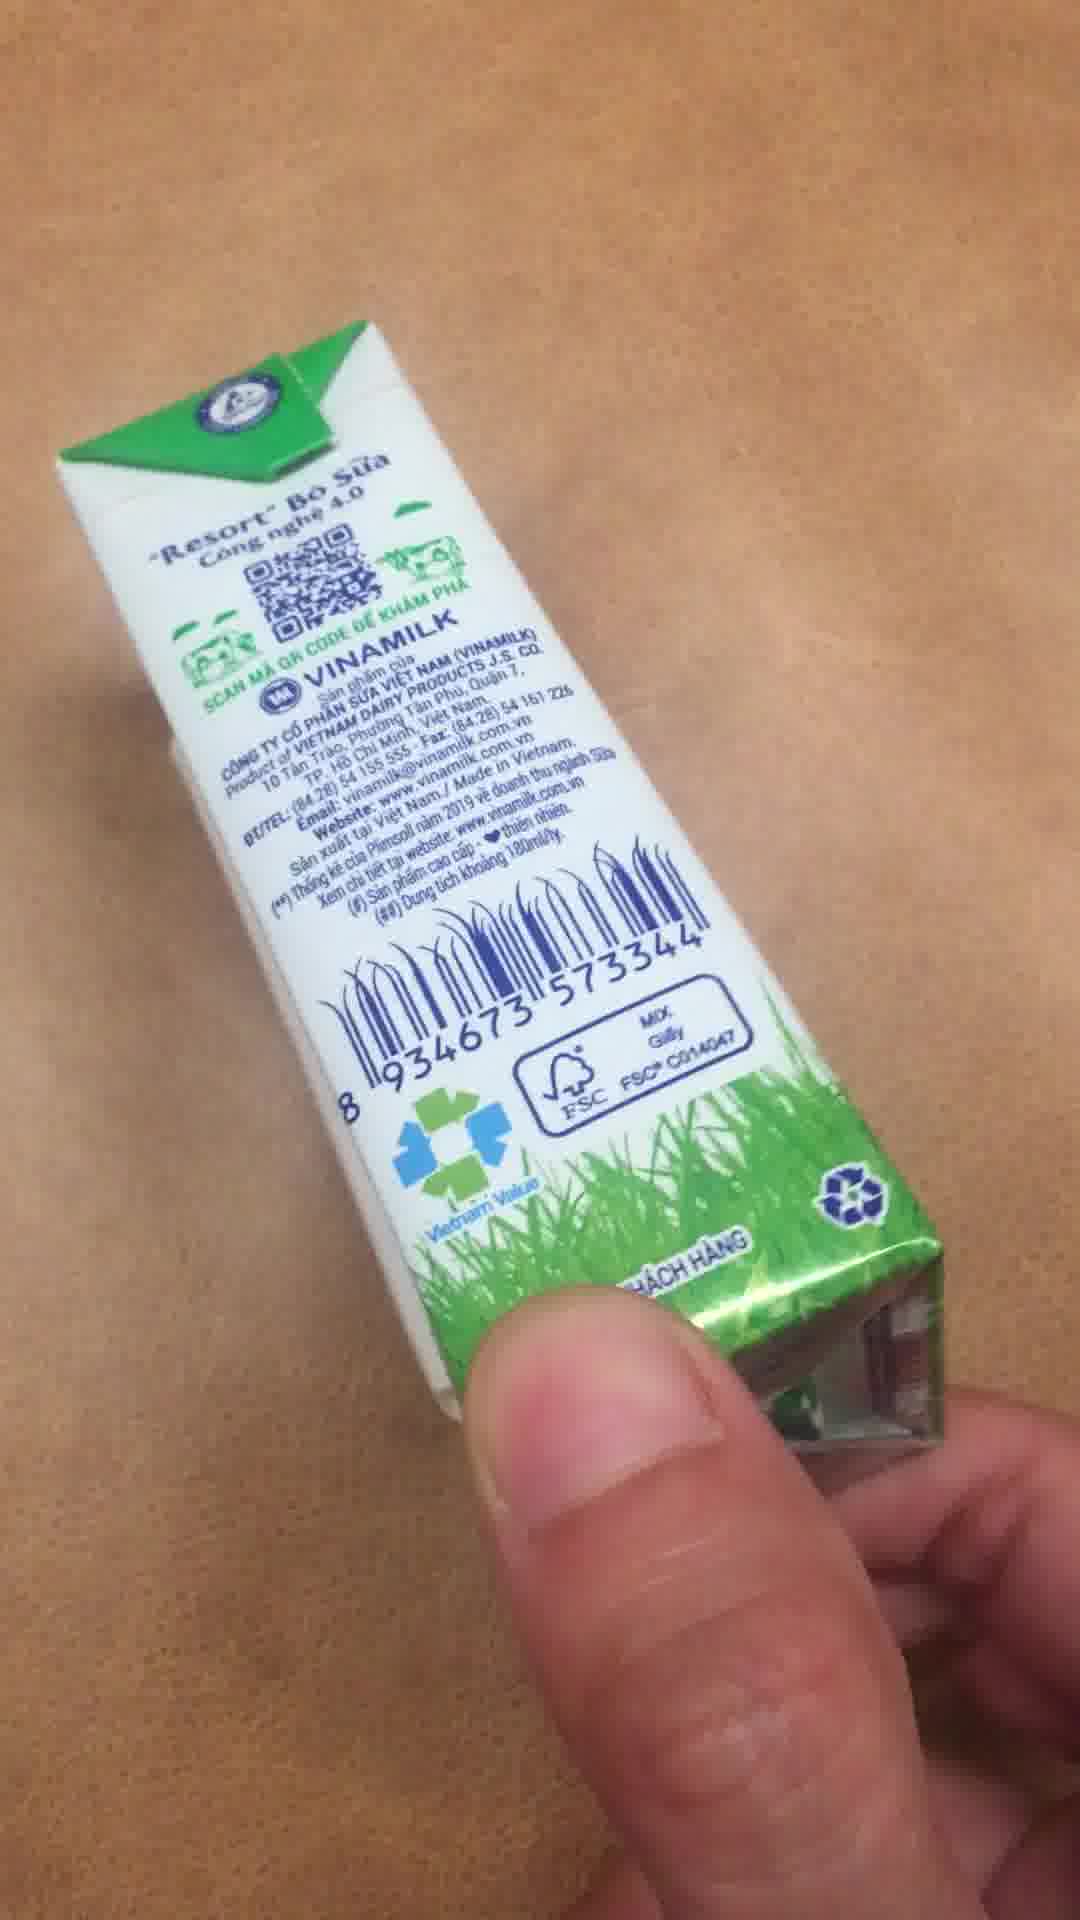 "Resort" Bò Sữa
Công nghệ 4.0
SCAN MÃ QR CODE ĐỂ KHÁM PHÁ
VINAMILK
Sản phẩm của
CÔNG TY CỔ PHẦN SỮA VIỆT NAM (VINAMILK)
Product of VIETNAM DAIRY PRODUCTS J.S. CO.
10 Tân Trào, Phường Tân Phú, Quận 7,
TP. Hồ Chí Minh, Việt Nam.
ĐT/TEL: (84.28) 54 155 555 - Fax: (84.28) 54 161 226
Email: vinamilk@vinamilk.com.vn
Website: www.vinamilk.com.vn
Sản xuất tại Việt Nam / Made in Vietnam.
(**) Thống kê của Plimsoll năm 2019 về doanh thu ngành Sữa
Xem chi tiết tại website: www.vinamilk.com.vn
(#) Sản phẩm cao cấp - ❤ thiên nhiên.
(##) Dung tích khoảng 180ml/ly.
8 934673 573344
MIX
Giấy
FSC® C014047
FSC
Vietnam Value
KHÁCH HÀNG